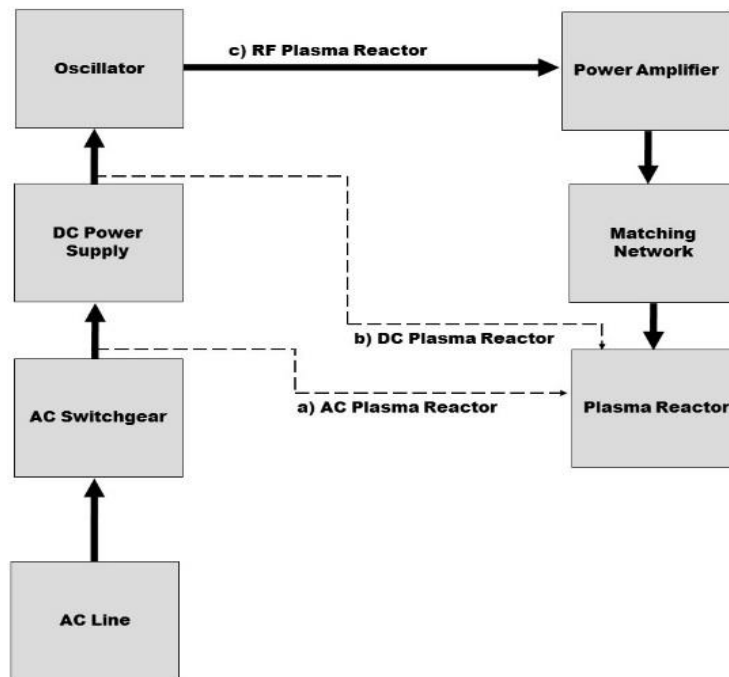 c) RF Plasma Reactor
Oscillator
Power Amplifier
DC Power
Supply
Matching
Network
b) DC Plasma Reactor
a) AC Plasma Reactor
AC Switchgear
Plasma Reactor
AC Line